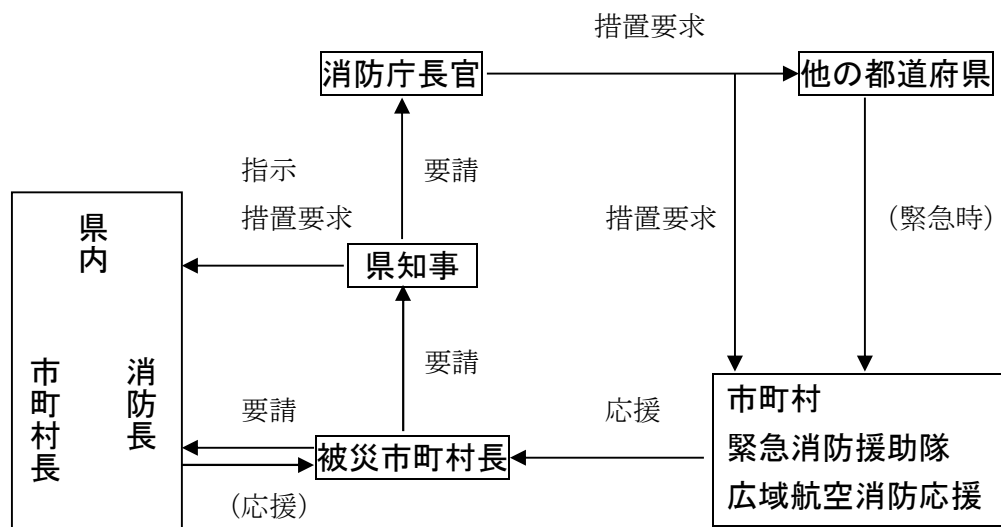 措置要求
消防庁長官
他の都道府県
指示
措置要求
要請
措置要求
(緊急時)
県内
市町村長
消防長
県知事
要請
要請
応援
被災市町村長
(応援)
市町村
緊急消防援助隊
広域航空消防応援